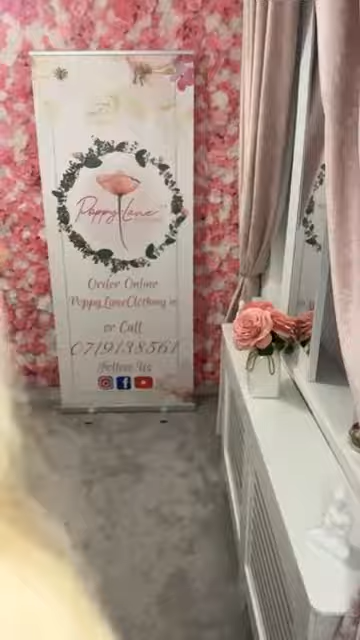 Poppy Lane
Order Online
PoppyLaneClothing.ie
or Call
0719138561
Follow Us